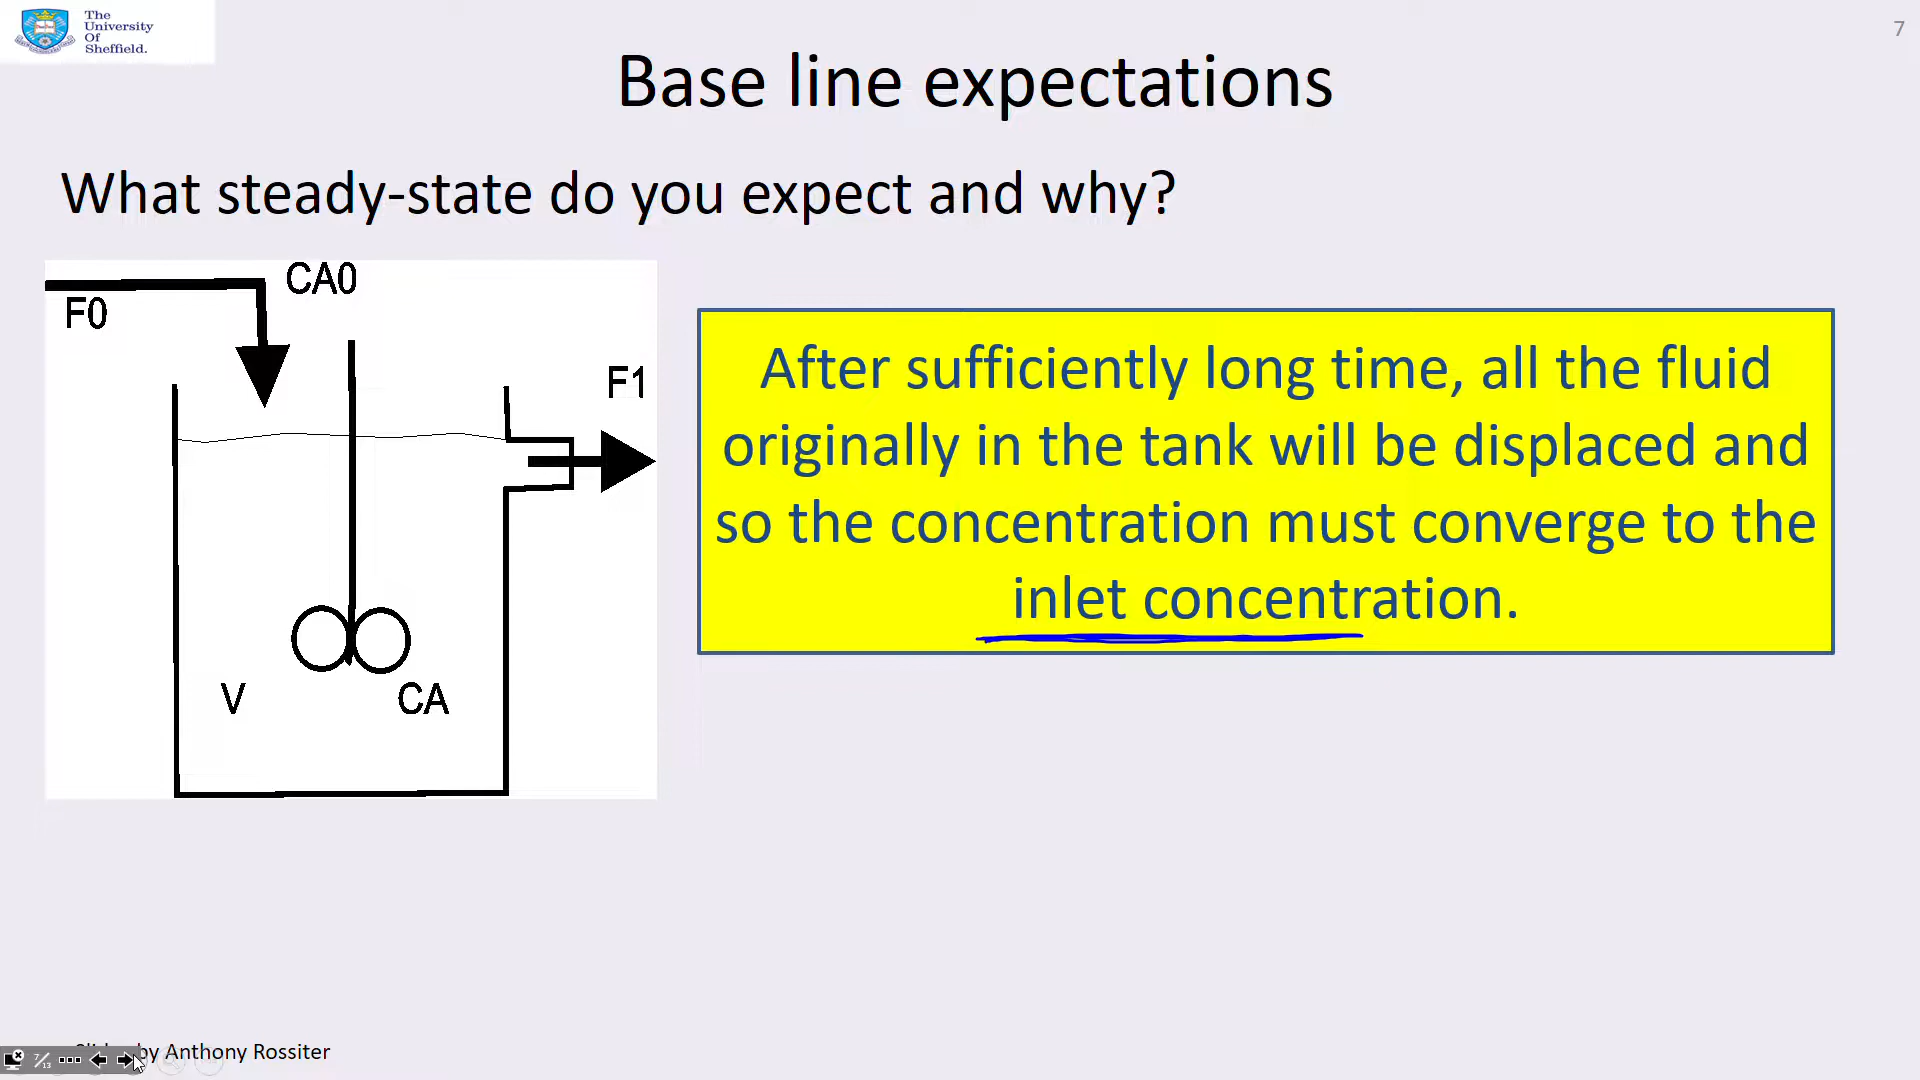 The
University
Of
Sheffield.
7
Base line expectations
What steady-state do you expect and why?
CA0
F0
F1
V
CA
After sufficiently long time, all the fluid
originally in the tank will be displaced and
so the concentration must converge to the
inlet concentration.
by Anthony Rossiter
7/13